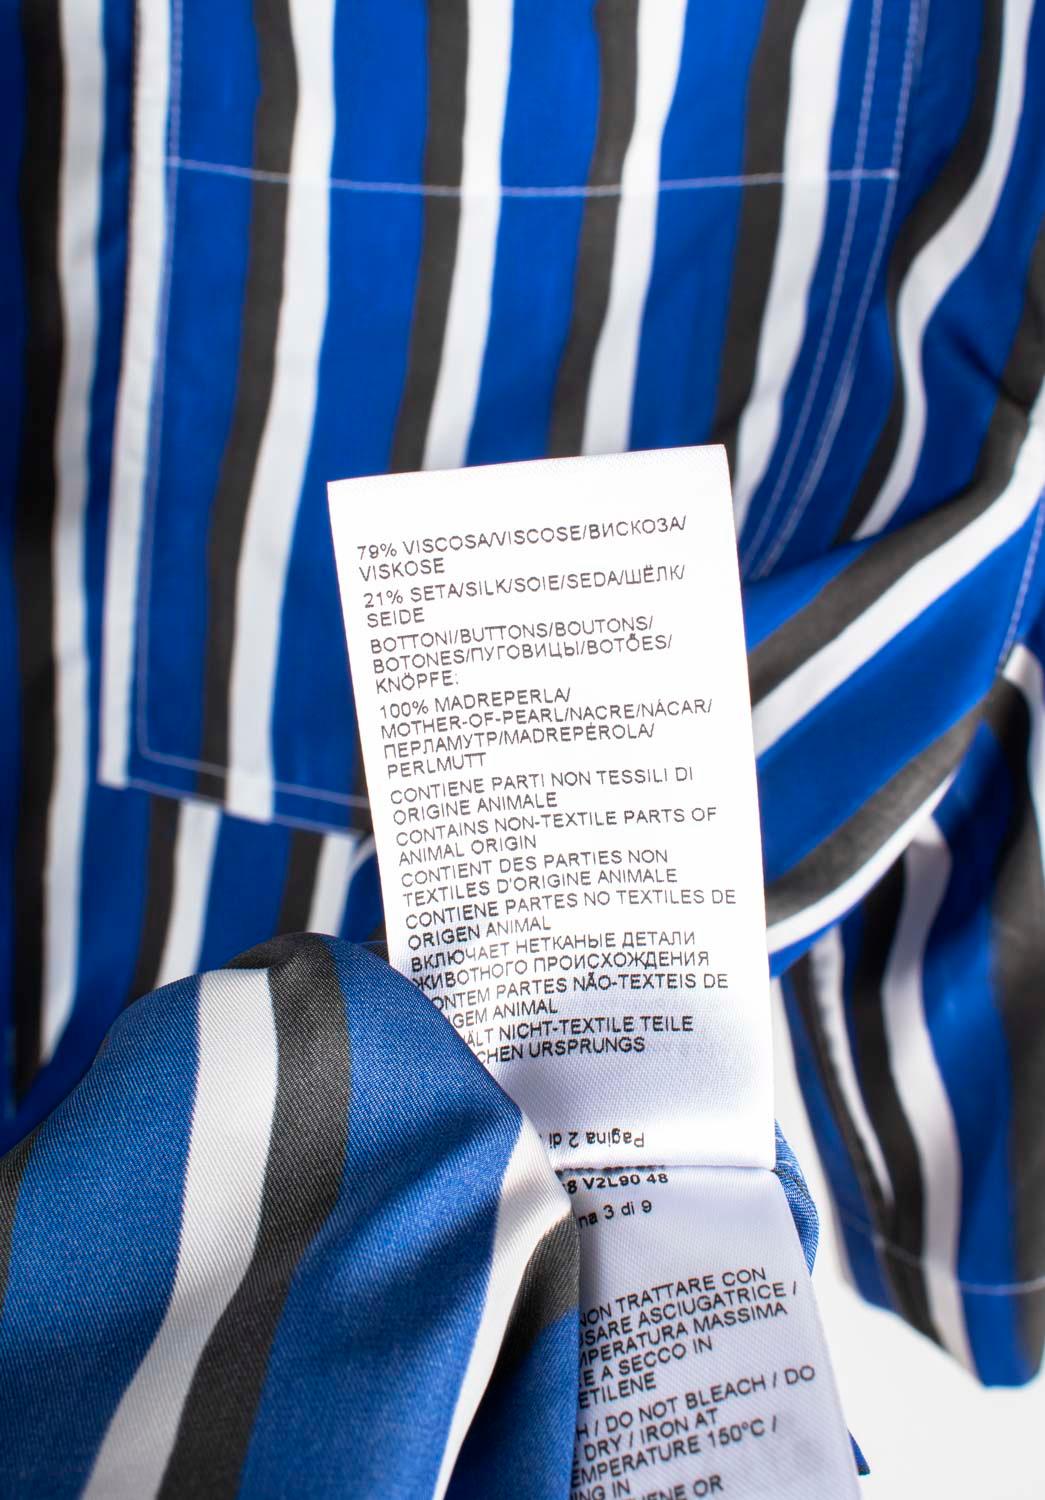 79% VISCOSA/VISCOSE/ВИСКОЗА/
VISKOSE
21% SETA/SILK/SOIE/SEDA/ШЁЛК/
SEIDE
BOTTONI/BUTTONS/BOUTONS/
BOTONES/ПУГОВИЦЫ/BOTÕES/
KNÖPFE:
100% MADREPERLA/
MOTHER-OF-PEARL/NACRE/NÁCAR/
ПЕРЛАМУТР/MADREPÉROLA/
PERLMUTT
CONTIENE PARTI NON TESSILI DI
ORIGINE ANIMALE
CONTAINS NON-TEXTILE PARTS OF
ANIMAL ORIGIN
CONTIENT DES PARTIES NON
TEXTILES D'ORIGINE ANIMALE
CONTIENE PARTES NO TEXTILES DE
ORIGEN ANIMAL
ВКЛЮЧАЕТ НЕТКАНЫЕ ДЕТАЛИ
ЖИВОТНОГО ПРОИСХОЖДЕНИЯ
PARTES NÃO-TEXTEIS DE
ANIMAL
NICHT-TEXTILE TEILE
URSPRUNGS
Pagina 2 di
V2L90 48
3 di 9
NON TRATTARE CON
ASCIUGATRICE /
MASSIMA
A SECCO IN
/ DO NOT BLEACH / DO
DRY / IRON AT
150°C /
IN
OR